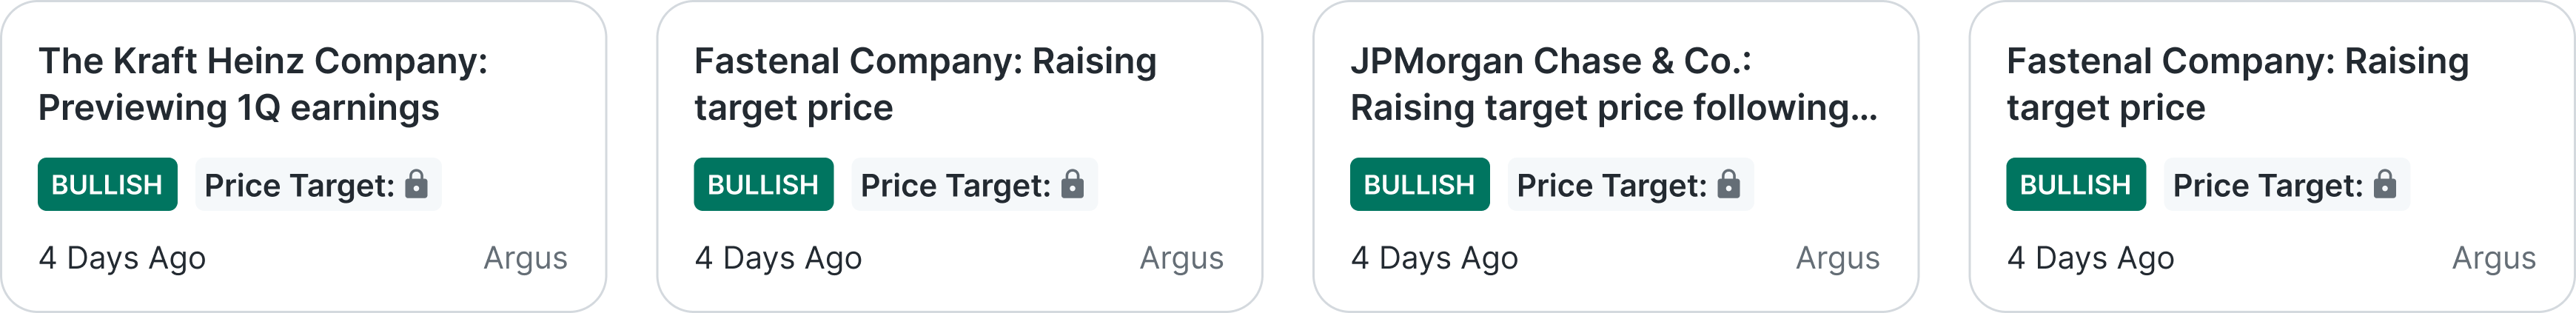 The Kraft Heinz Company:
Previewing 1Q earnings
BULLISH Price Target:
4 Days Ago Argus
Fastenal Company: Raising
target price
BULLISH Price Target:
4 Days Ago Argus
JPMorgan Chase & Co.:
Raising target price following...
BULLISH Price Target:
4 Days Ago Argus
Fastenal Company: Raising
target price
BULLISH Price Target:
4 Days Ago Argus